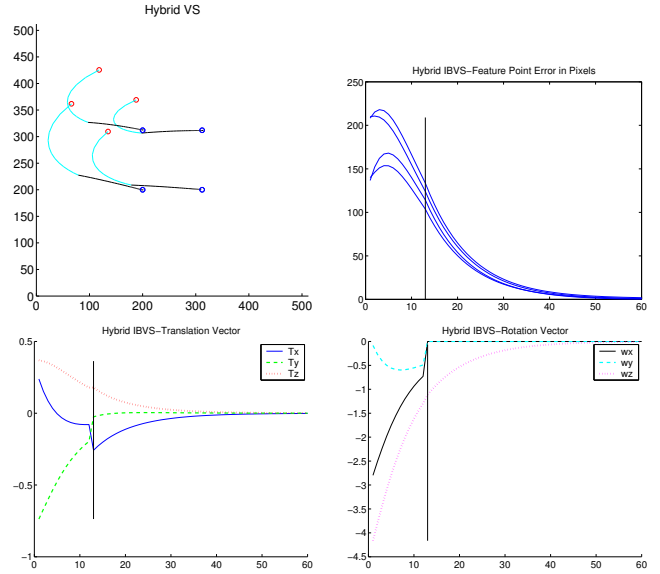 Hybrid VS
500
450
400
350
300
250
200
150
100
50
0
0 100 200 300 400 500
Hybrid IBVS-Feature Point Error in Pixels
250
200
150
100
50
0
0 10 20 30 40 50 60
Hybrid IBVS-Translation Vector
0.5
0
-0.5
-1
0 10 20 30 40 50 60
Tx
Ty
Tz
Hybrid IBVS-Rotation Vector
0
-0.5
-1
-1.5
-2
-2.5
-3
-3.5
-4
-4.5
0 10 20 30 40 50 60
wx
wy
wz